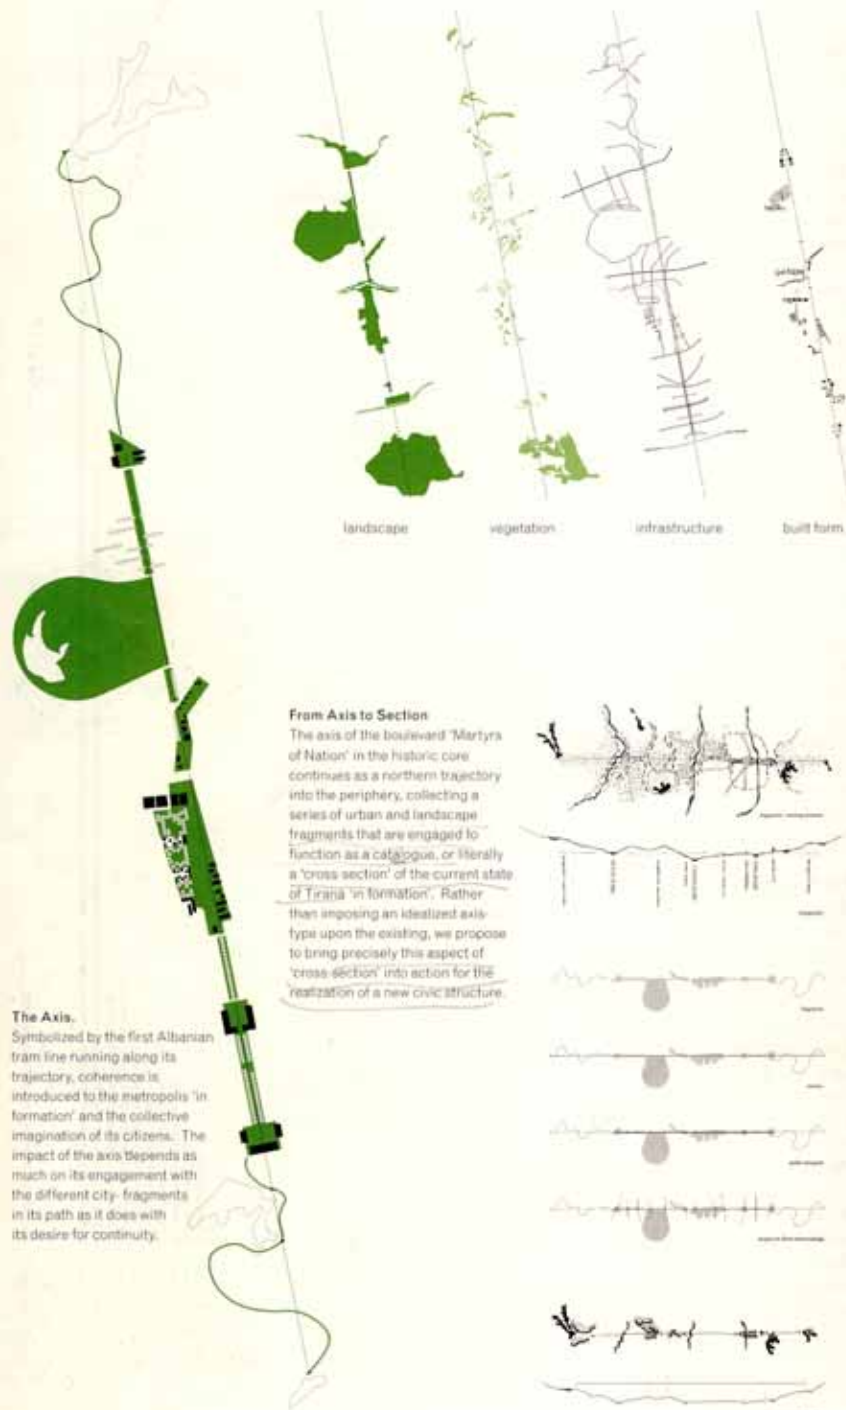 landscape
vegetation
infrastructure
built form
From Axis to Section
The axis of the boulevard 'Martyrs
of Nation' in the historic core
continues as a northern trajectory
into the periphery, collecting a
series of urban and landscape
fragments that are engaged to
function as a catalogue, or literally
a 'cross-section' of the current state
of Tirana 'in formation'. Rather
than imposing an idealized axis-
type upon the existing, we propose
to bring precisely this aspect of
'cross-section' into action for the
realization of a new civic structure.
The Axis.
Symbolized by the first Albanian
tram line running along its
trajectory, coherence is
introduced to the metropolis 'in
formation' and the collective
imagination of its citizens. The
impact of the axis depends as
much on its engagement with
the different city- fragments
in its path as it does with
its desire for continuity.